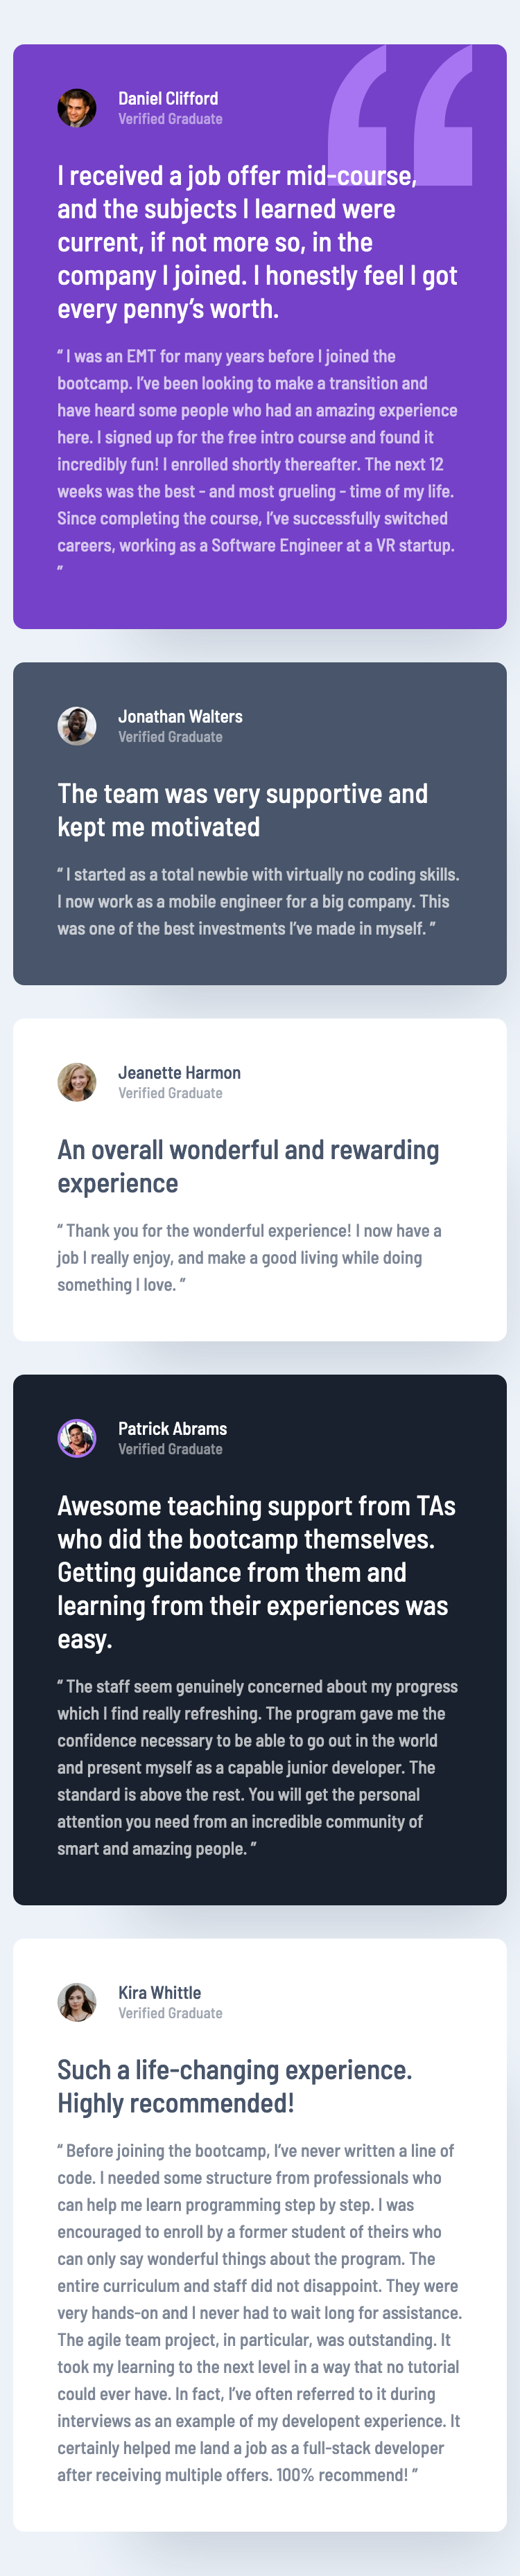 Daniel Clifford
Verified Graduate
I received a job offer mid-course,
and the subjects I learned were
current, if not more so, in the
company I joined. I honestly feel I got
every penny’s worth.
“ I was an EMT for many years before I joined the
bootcamp. I’ve been looking to make a transition and
have heard some people who had an amazing experience
here. I signed up for the free intro course and found it
incredibly fun! I enrolled shortly thereafter. The next 12
weeks was the best - and most grueling - time of my life.
Since completing the course, I’ve successfully switched
careers, working as a Software Engineer at a VR startup.
”
Jonathan Walters
Verified Graduate
The team was very supportive and
kept me motivated
“ I started as a total newbie with virtually no coding skills.
I now work as a mobile engineer for a big company. This
was one of the best investments I’ve made in myself. ”
Jeanette Harmon
Verified Graduate
An overall wonderful and rewarding
experience
“ Thank you for the wonderful experience! I now have a
job I really enjoy, and make a good living while doing
something I love. ”
Patrick Abrams
Verified Graduate
Awesome teaching support from TAs
who did the bootcamp themselves.
Getting guidance from them and
learning from their experiences was
easy.
“ The staff seem genuinely concerned about my progress
which I find really refreshing. The program gave me the
confidence necessary to be able to go out in the world
and present myself as a capable junior developer. The
standard is above the rest. You will get the personal
attention you need from an incredible community of
smart and amazing people. ”
Kira Whittle
Verified Graduate
Such a life-changing experience.
Highly recommended!
“ Before joining the bootcamp, I’ve never written a line of
code. I needed some structure from professionals who
can help me learn programming step by step. I was
encouraged to enroll by a former student of theirs who
can only say wonderful things about the program. The
entire curriculum and staff did not disappoint. They were
very hands-on and I never had to wait long for assistance.
The agile team project, in particular, was outstanding. It
took my learning to the next level in a way that no tutorial
could ever have. In fact, I’ve often referred to it during
interviews as an example of my developent experience. It
certainly helped me land a job as a full-stack developer
after receiving multiple offers. 100% recommend! ”